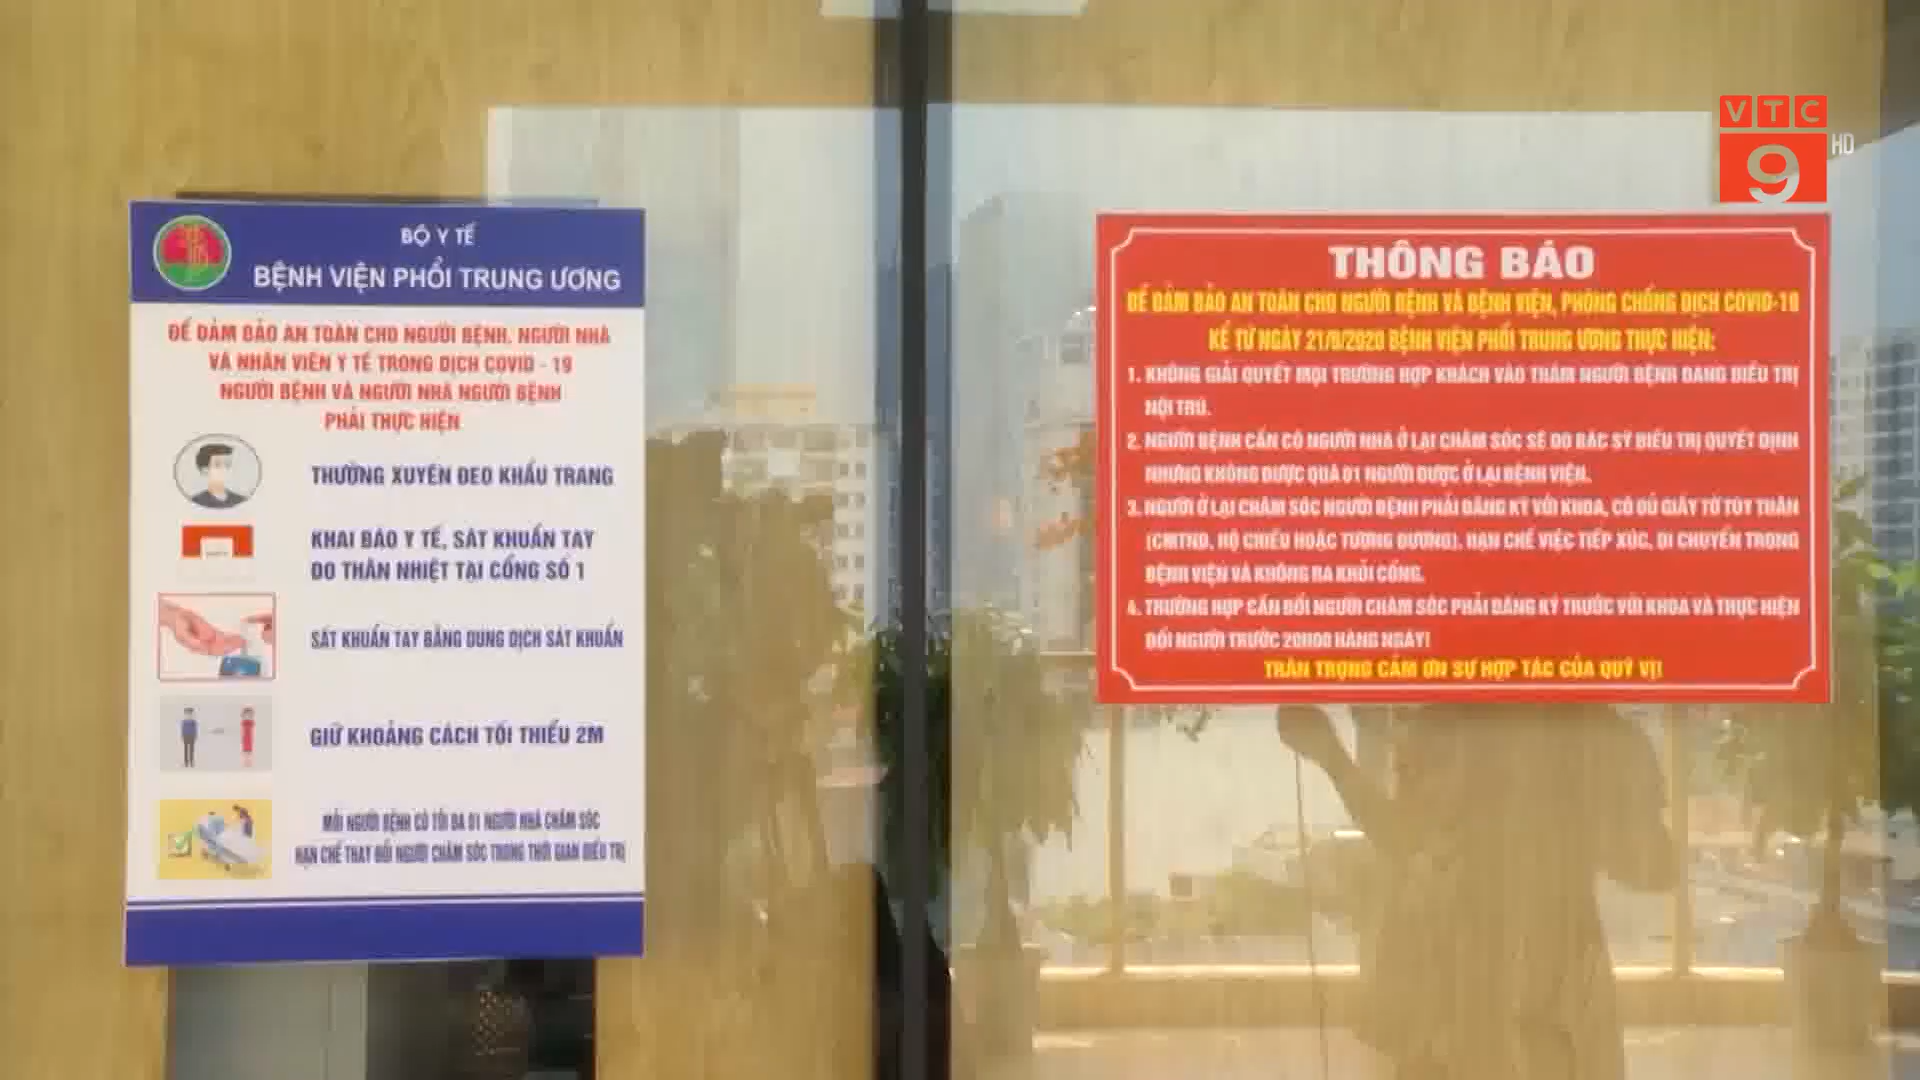 BỘ Y TẾ
BỆNH VIỆN PHỔI TRUNG ƯƠNG
ĐỂ ĐẢM BẢO AN TOÀN CHO NGƯỜI BỆNH, NGƯỜI NHÀ
VÀ NHÂN VIÊN Y TẾ TRONG DỊCH COVID - 19
NGƯỜI BỆNH VÀ NGƯỜI NHÀ NGƯỜI BỆNH
PHẢI THỰC HIỆN
THƯỜNG XUYÊN ĐEO KHẨU TRANG
KHAI BÁO Y TẾ, SÁT KHUẨN TAY
ĐO THÂN NHIỆT TẠI CỔNG SỐ 1
SÁT KHUẨN TAY BẰNG DUNG DỊCH SÁT KHUẨN
GIỮ KHOẢNG CÁCH TỐI THIỂU 2M
MỖI NGƯỜI BỆNH CÓ TỐI ĐA 01 NGƯỜI NHÀ CHĂM SÓC
HẠN CHẾ THAY ĐỔI NGƯỜI CHĂM SÓC TRONG THỜI GIAN ĐIỀU TRỊ
THÔNG BÁO
ĐỂ ĐẢM BẢO AN TOÀN CHO NGƯỜI BỆNH VÀ BỆNH VIỆN, PHÒNG CHỐNG DỊCH COVID-19
KỂ TỪ NGÀY 21/8/2020 BỆNH VIỆN PHỔI TRUNG ƯƠNG THỰC HIỆN:
1. KHÔNG GIẢI QUYẾT MỌI TRƯỜNG HỢP KHÁCH VÀO THĂM NGƯỜI BỆNH ĐANG ĐIỀU TRỊ
NỘI TRÚ.
2. NGƯỜI BỆNH CẦN CÓ NGƯỜI NHÀ Ở LẠI CHĂM SÓC SẼ DO BÁC SỸ ĐIỀU TRỊ QUYẾT ĐỊNH
NHƯNG KHÔNG ĐƯỢC QUÁ 01 NGƯỜI ĐƯỢC Ở LẠI BỆNH VIỆN.
3. NGƯỜI Ở LẠI CHĂM SÓC NGƯỜI BỆNH PHẢI ĐĂNG KÝ VỚI KHOA, CÓ ĐỦ GIẤY TỜ TÙY THÂN
(CMTND, HỘ CHIẾU HOẶC TƯƠNG ĐƯƠNG), HẠN CHẾ VIỆC TIẾP XÚC, DI CHUYỂN TRONG
BỆNH VIỆN VÀ KHÔNG RA KHỎI CỔNG.
4. TRƯỜNG HỢP CẦN ĐỔI NGƯỜI CHĂM SÓC PHẢI ĐĂNG KÝ TRƯỚC VỚI KHOA VÀ THỰC HIỆN
ĐỔI NGƯỜI TRƯỚC 20H00 HÀNG NGÀY!
TRÂN TRỌNG CẢM ƠN SỰ HỢP TÁC CỦA QUÝ VỊ!
VTC
9
HD